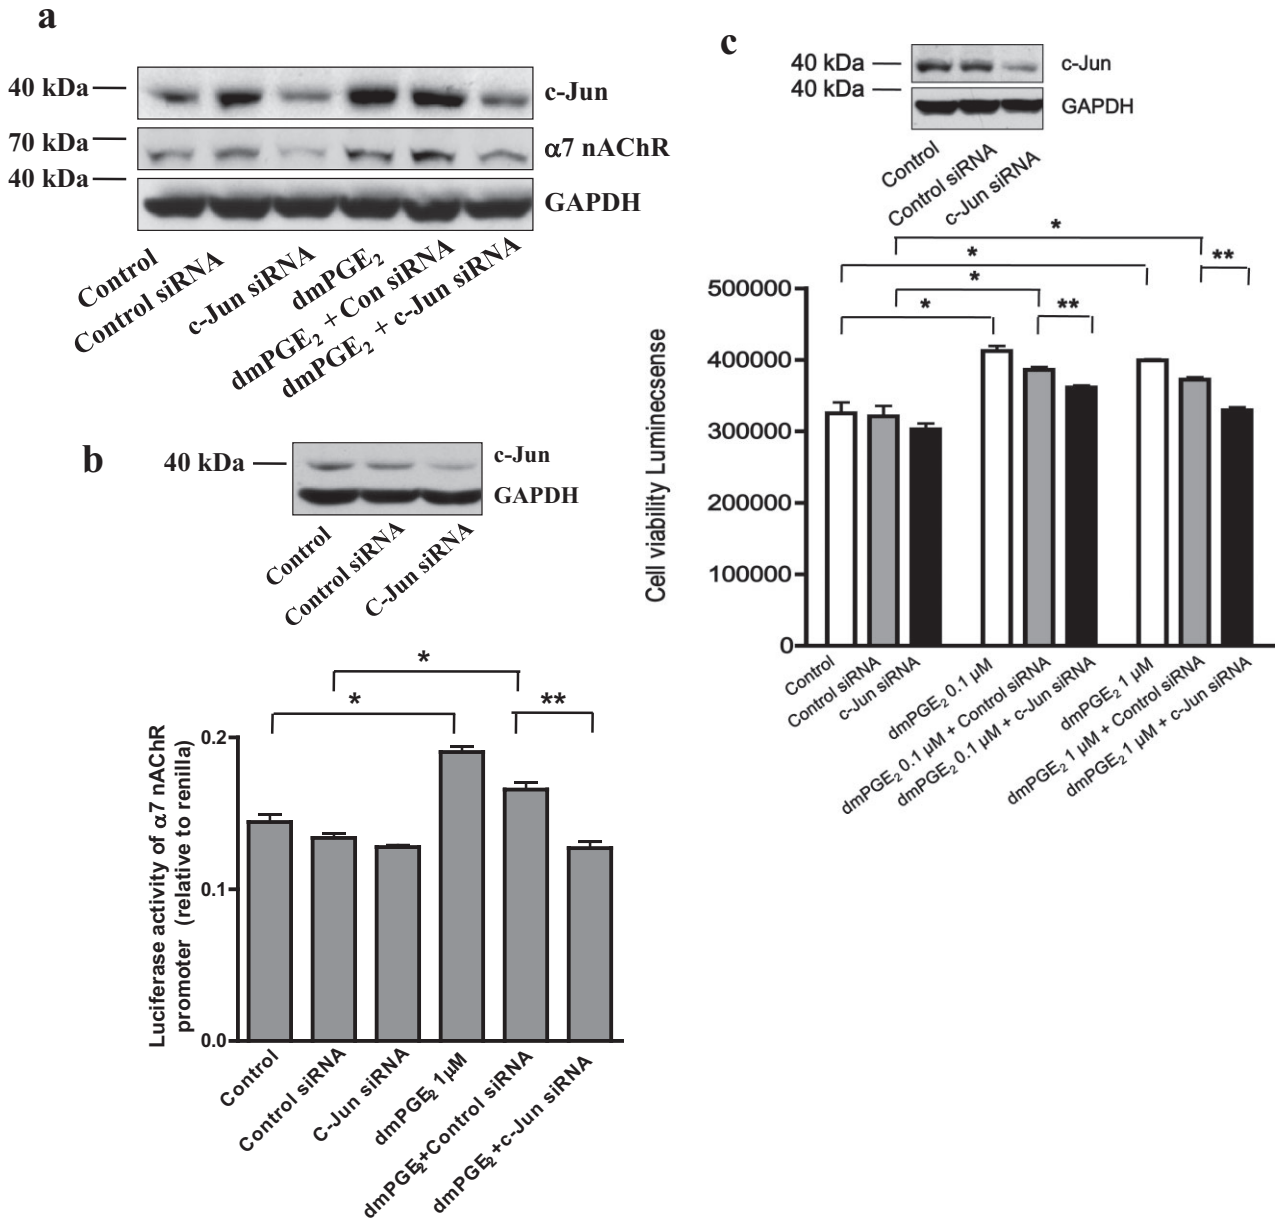 a
40 kDa
c-Jun
70 kDa
α7 nAChR
40 kDa
GAPDH
Control
Control siRNA
c-Jun siRNA
dmPGE₂
dmPGE₂ + Con siRNA
dmPGE₂ + c-Jun siRNA
b
40 kDa
c-Jun
GAPDH
Control
Control siRNA
C-Jun siRNA
*
*
**
Luciferase activity of α7 nAChR
promoter (relative to renilla)
0.2
0.1
0.0
Control
Control siRNA
C-Jun siRNA
dmPGE₂ 1µM
dmPGE₂+Control siRNA
dmPGE₂+c-Jun siRNA
c
40 kDa
c-Jun
40 kDa
GAPDH
Control
Control siRNA
c-Jun siRNA
*
*
**
*
*
**
Cell viability Luminecsense
500000
400000
300000
200000
100000
0
Control
Control siRNA
c-Jun siRNA
dmPGE₂ 0.1 µM
dmPGE₂ 0.1 µM + Control siRNA
dmPGE₂ 0.1 µM + c-Jun siRNA
dmPGE₂ 1 µM
dmPGE₂ 1 µM + Control siRNA
dmPGE₂ 1 µM + c-Jun siRNA